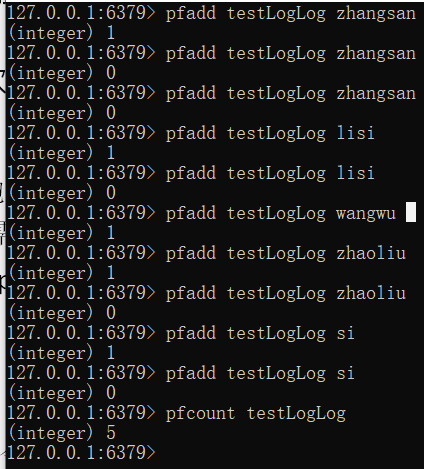 127.0.0.1:6379> pfadd testLogLog zhangsan
(integer) 1
127.0.0.1:6379> pfadd testLogLog zhangsan
(integer) 0
127.0.0.1:6379> pfadd testLogLog zhangsan
(integer) 0
127.0.0.1:6379> pfadd testLogLog lisi
(integer) 1
127.0.0.1:6379> pfadd testLogLog lisi
(integer) 0
127.0.0.1:6379> pfadd testLogLog wangwu
(integer) 1
127.0.0.1:6379> pfadd testLogLog zhaoliu
(integer) 1
127.0.0.1:6379> pfadd testLogLog zhaoliu
(integer) 0
127.0.0.1:6379> pfadd testLogLog si
(integer) 1
127.0.0.1:6379> pfadd testLogLog si
(integer) 0
127.0.0.1:6379> pfcount testLogLog
(integer) 5
127.0.0.1:6379>